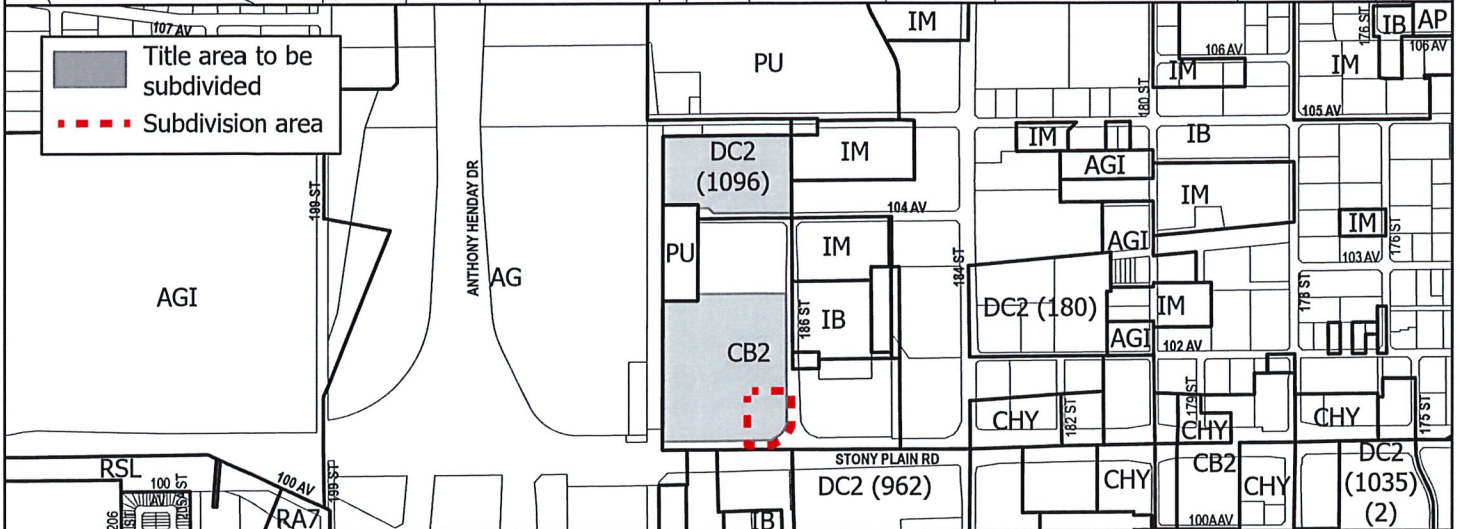 107 AV
Title area to be
subdivided
Subdivision area
IM
PU
176 ST
IB
AP
106 AV
106 AV
IM
IM
180 ST
105 AV
DC2
(1096)
IM
IM
IB
AGI
IM
199 ST
ANTHONY HENDAY DR
104 AV
IM
176 ST
PU
IM
AGI
103 AV
AGI
AG
184 ST
178 ST
DC2 (180)
IM
186 ST
IB
CB2
AGI
102 AV
179 ST
CHY
182 ST
CHY
CHY
175 ST
STONY PLAIN RD
RSL
100 AV
199 ST
100
AV
206
ST
RA7
DC2 (962)
IB
CHY
CB2
CHY
100AAV
DC2
(1035)
(2)